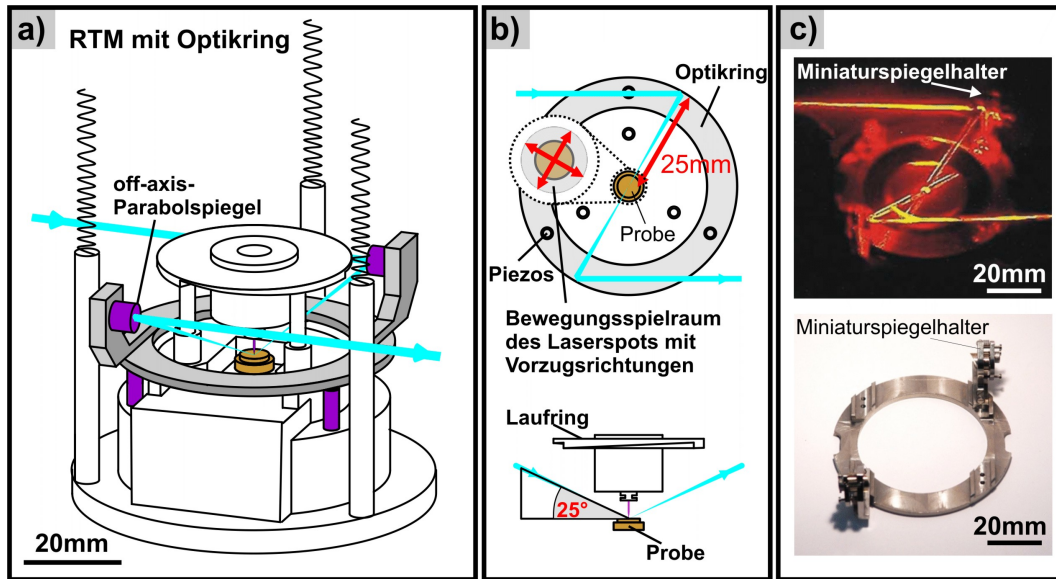 a)
RTM mit Optikring
off-axis-
Parabolspiegel
20mm
b)
Optikring
25mm
Probe
Piezos
Bewegungsspielraum
des Laserspots mit
Vorzugsrichtungen
Laufring
25°
Probe
c)
Miniaturspiegelhalter
20mm
Miniaturspiegelhalter
20mm